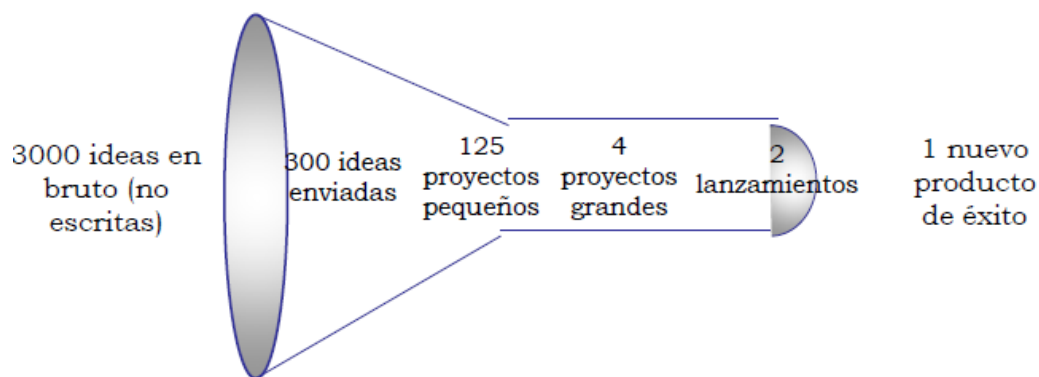 3000 ideas en
bruto (no
escritas)
300 ideas
enviadas
125
proyectos
pequeños
4
proyectos
grandes
2
lanzamientos
1 nuevo
producto
de éxito